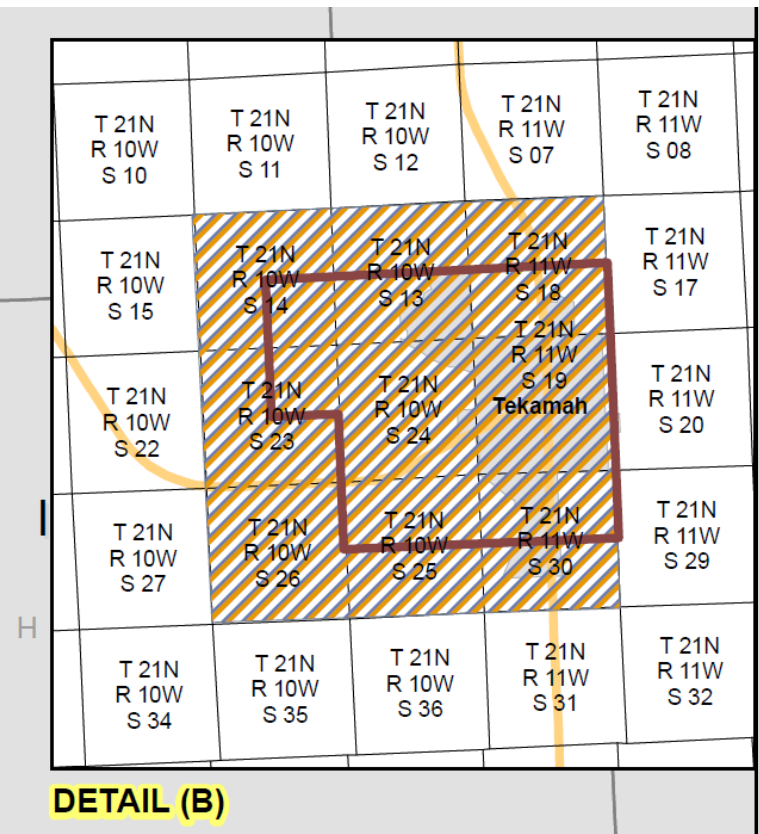 T 21N
R 10W
S 10
T 21N
R 10W
S 11
T 21N
R 10W
S 12
T 21N
R 11W
S 07
T 21N
R 11W
S 08
T 21N
R 10W
S 15
T 21N
R 10W
S 14
T 21N
R 10W
S 13
T 21N
R 11W
S 18
T 21N
R 11W
S 17
T 21N
R 10W
S 22
T 21N
R 10W
S 23
T 21N
R 10W
S 24
T 21N
R 11W
S 19
Tekamah
T 21N
R 11W
S 20
T 21N
R 10W
S 27
T 21N
R 10W
S 26
T 21N
R 10W
S 25
T 21N
R 11W
S 30
T 21N
R 11W
S 29
H
T 21N
R 10W
S 34
T 21N
R 10W
S 35
T 21N
R 10W
S 36
T 21N
R 11W
S 31
T 21N
R 11W
S 32
DETAIL (B)